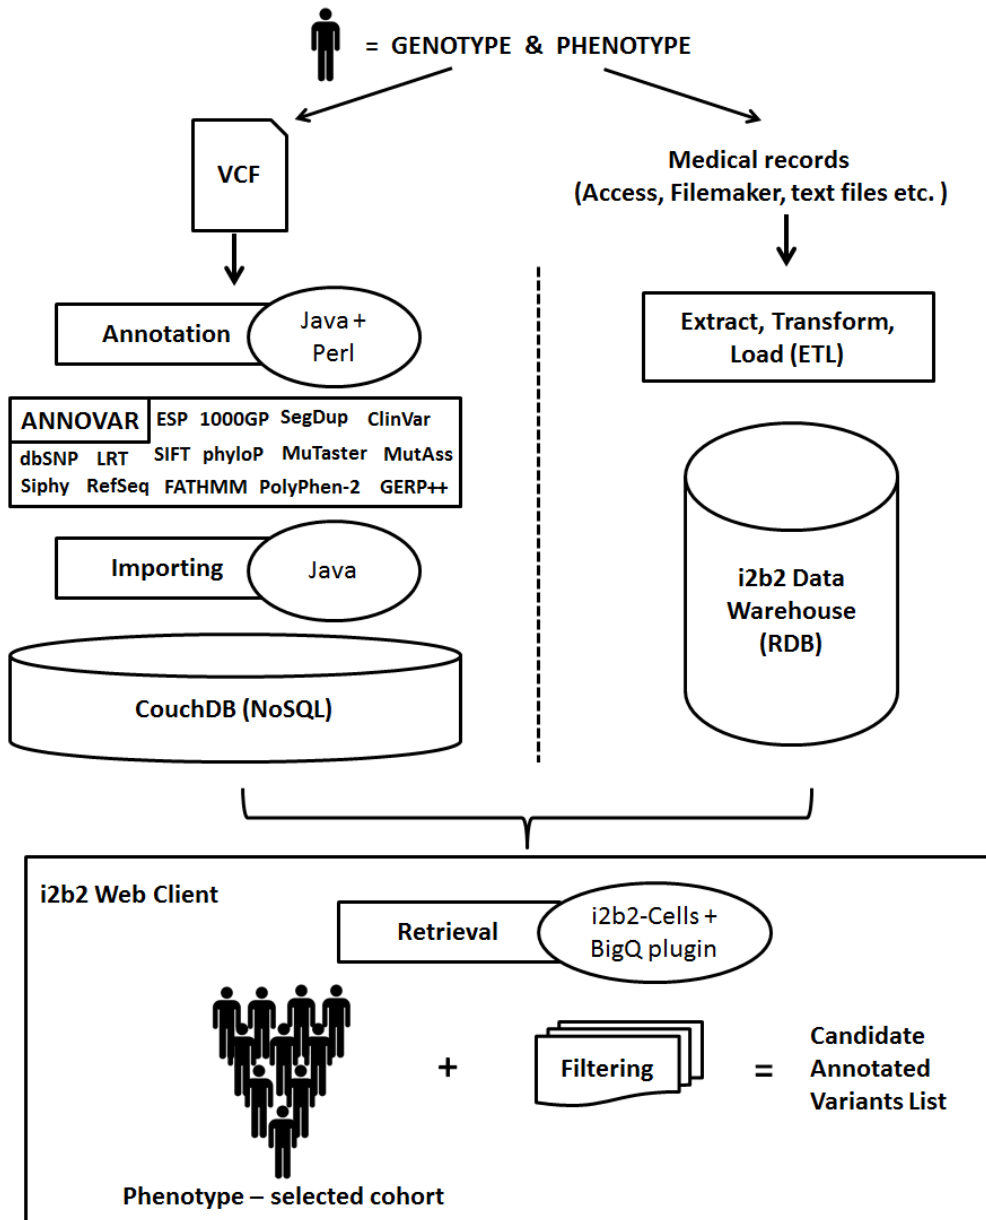 = GENOTYPE & PHENOTYPE
VCF
Medical records
(Access, Filemaker, text files etc. )
Annotation
Java +
Perl
Extract, Transform,
Load (ETL)
ANNOVAR ESP 1000GP SegDup ClinVar
dbSNP LRT SIFT phyloP MuTaster MutAss
Siphy RefSeq FATHMM PolyPhen-2 GERP++
Importing
Java
i2b2 Data
Warehouse
(RDB)
CouchDB (NoSQL)
i2b2 Web Client
Retrieval
i2b2-Cells +
BigQ plugin
+
Filtering
=
Candidate
Annotated
Variants List
Phenotype – selected cohort